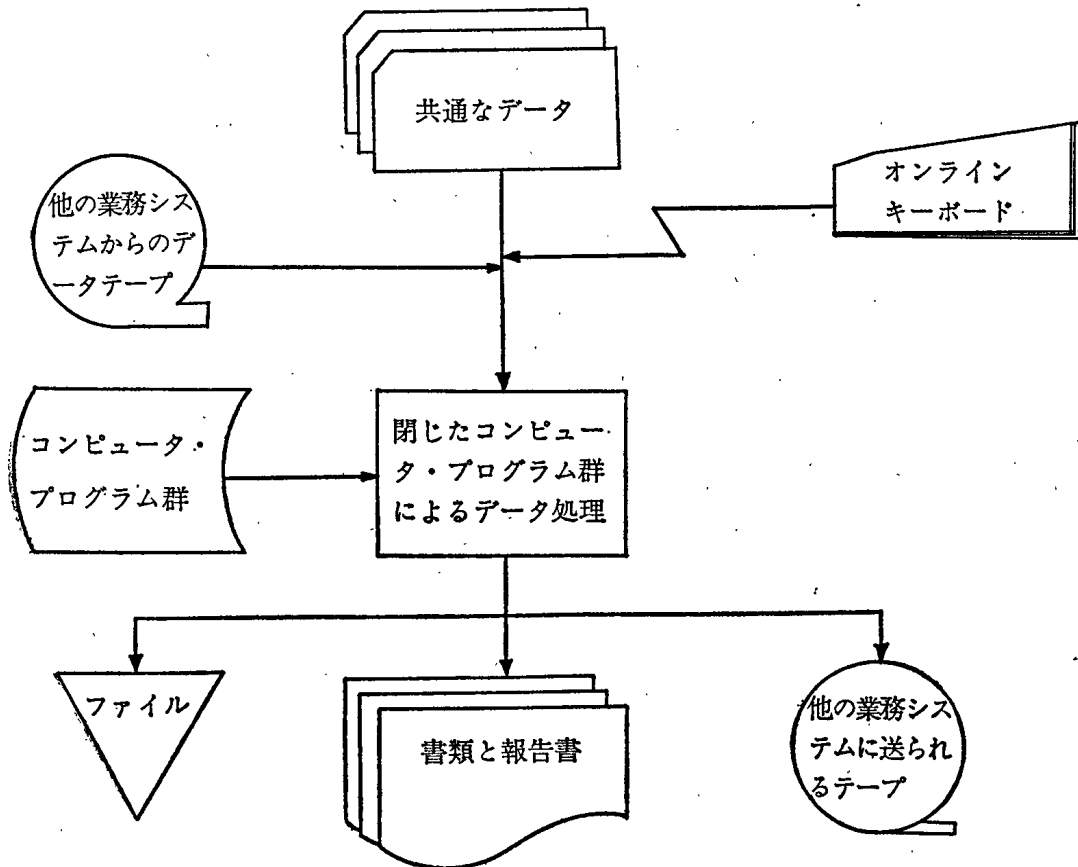 共通なデータ
オンライン
キーボード
他の業務シス
テムからのデ
ータテープ
コンピュータ・
プログラム群
閉じたコンピュー
タ・プログラム群
によるデータ処理
ファイル
書類と報告書
他の業務シス
テムに送られ
るテープ